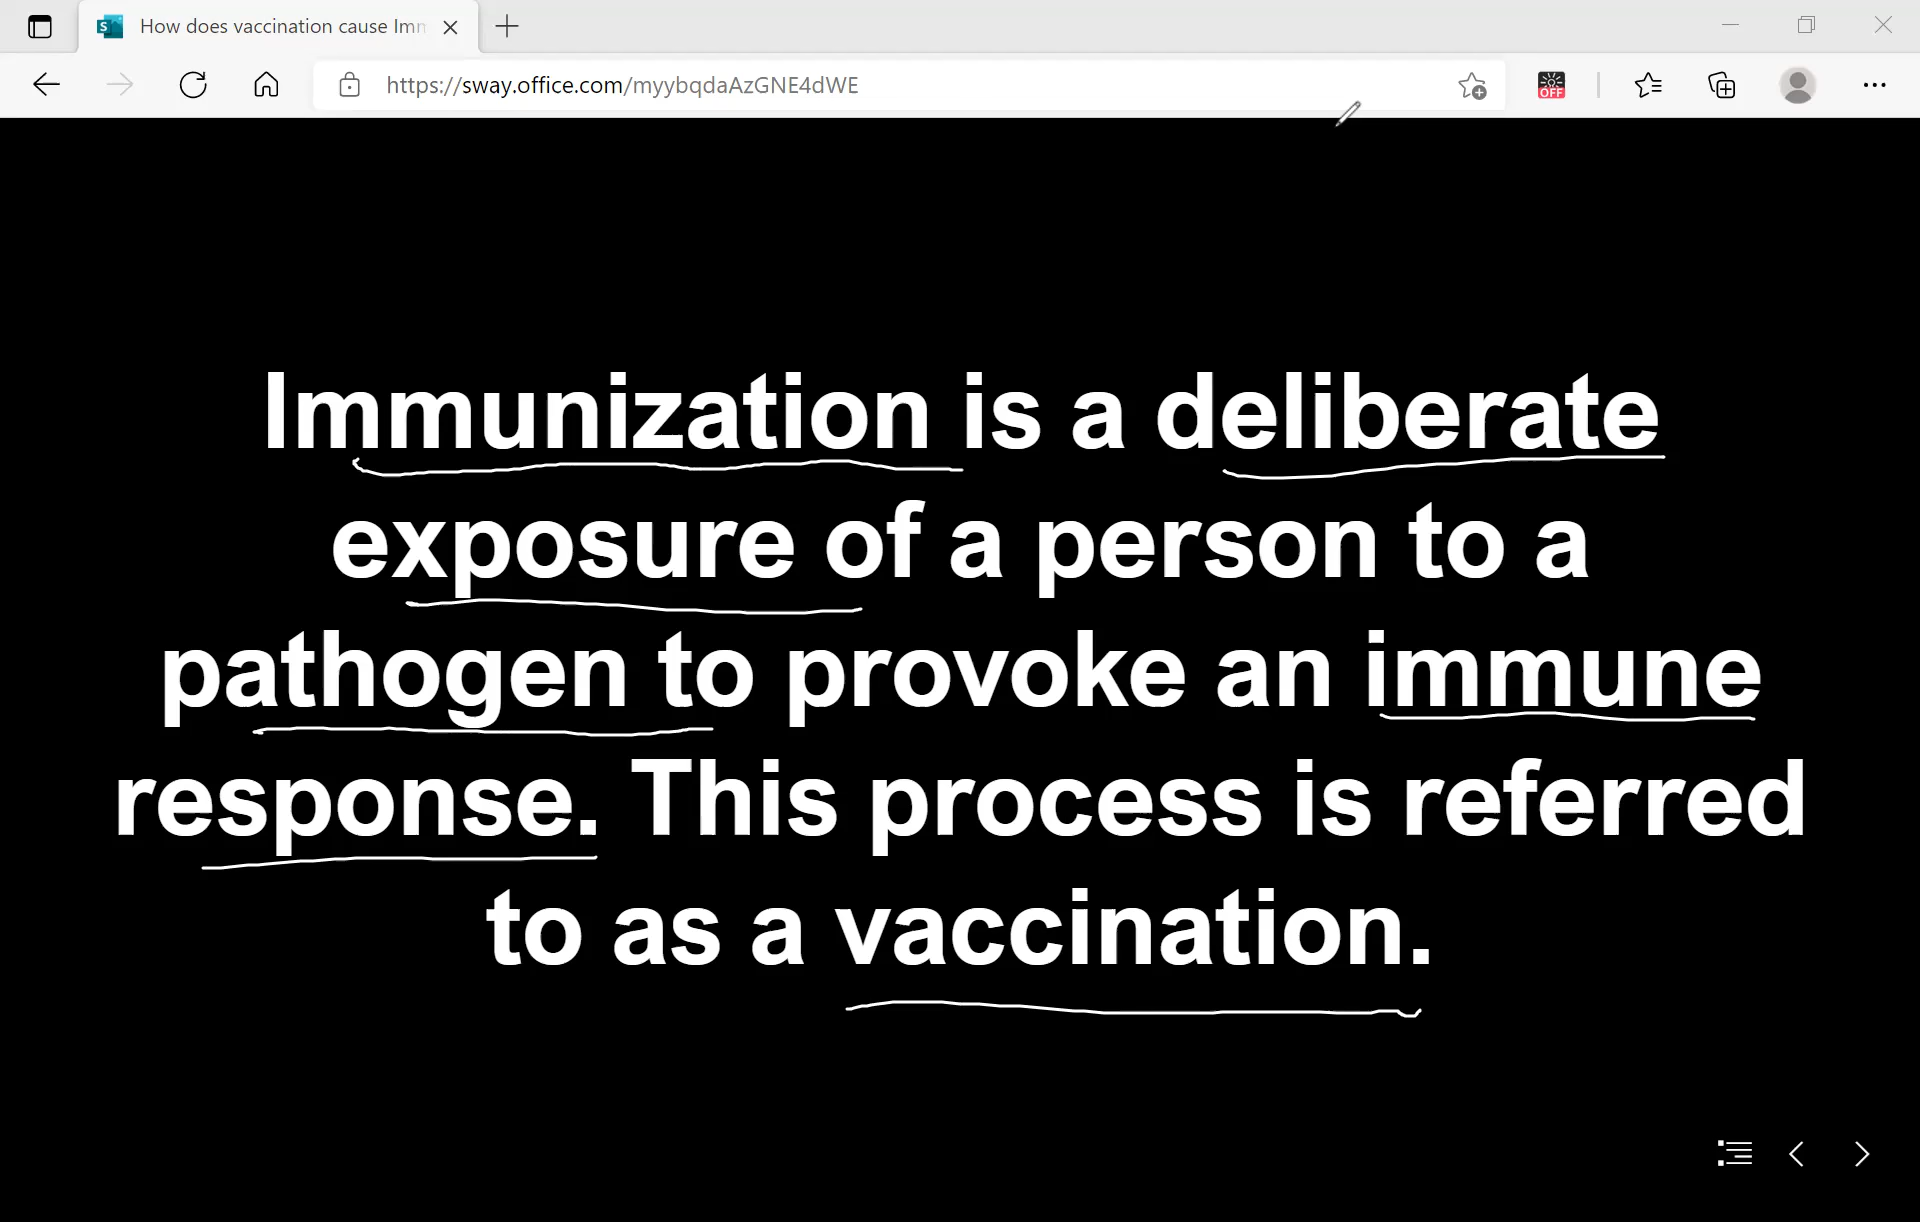 How does vaccination cause Imm
https://sway.office.com/myybqdaAzGNE4dWE
OFF
Immunization is a deliberate
exposure of a person to a
pathogen to provoke an immune
response. This process is referred
to as a vaccination.